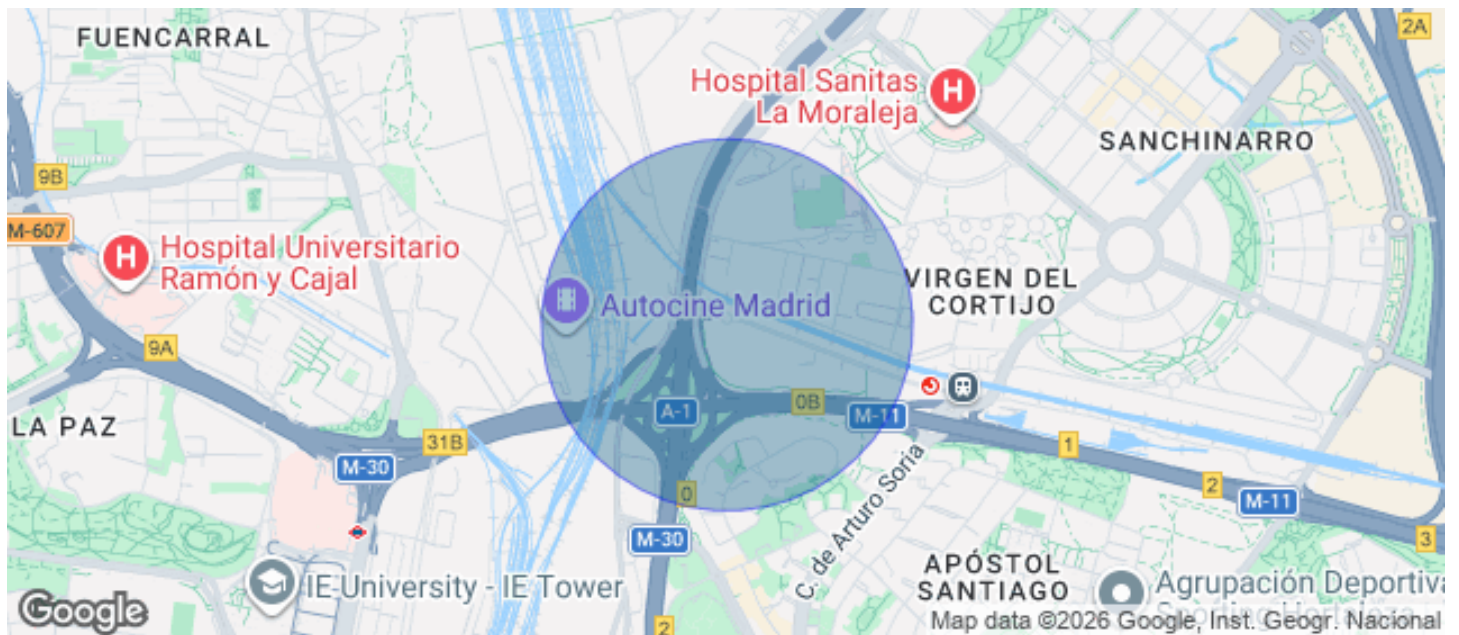 FUENCARRAL
2A
Hospital Sanitas
La Moraleja
H
SANCHINARRO
9B
M-607
H
Hospital Universitario
Ramón y Cajal
VIRGEN DEL
CORTIJO
Autocine Madrid
9A
LA PAZ
A-1
0B
M-11
31B
M-30
1
2
M-11
0
C. de Arturo Soria
M-30
3
APÓSTOL
SANTIAGO
IE University - IE Tower
Agrupación Deportiva
Sporting Hortaleza
2
Google
Map data ©2026 Google, Inst. Geogr. Nacional